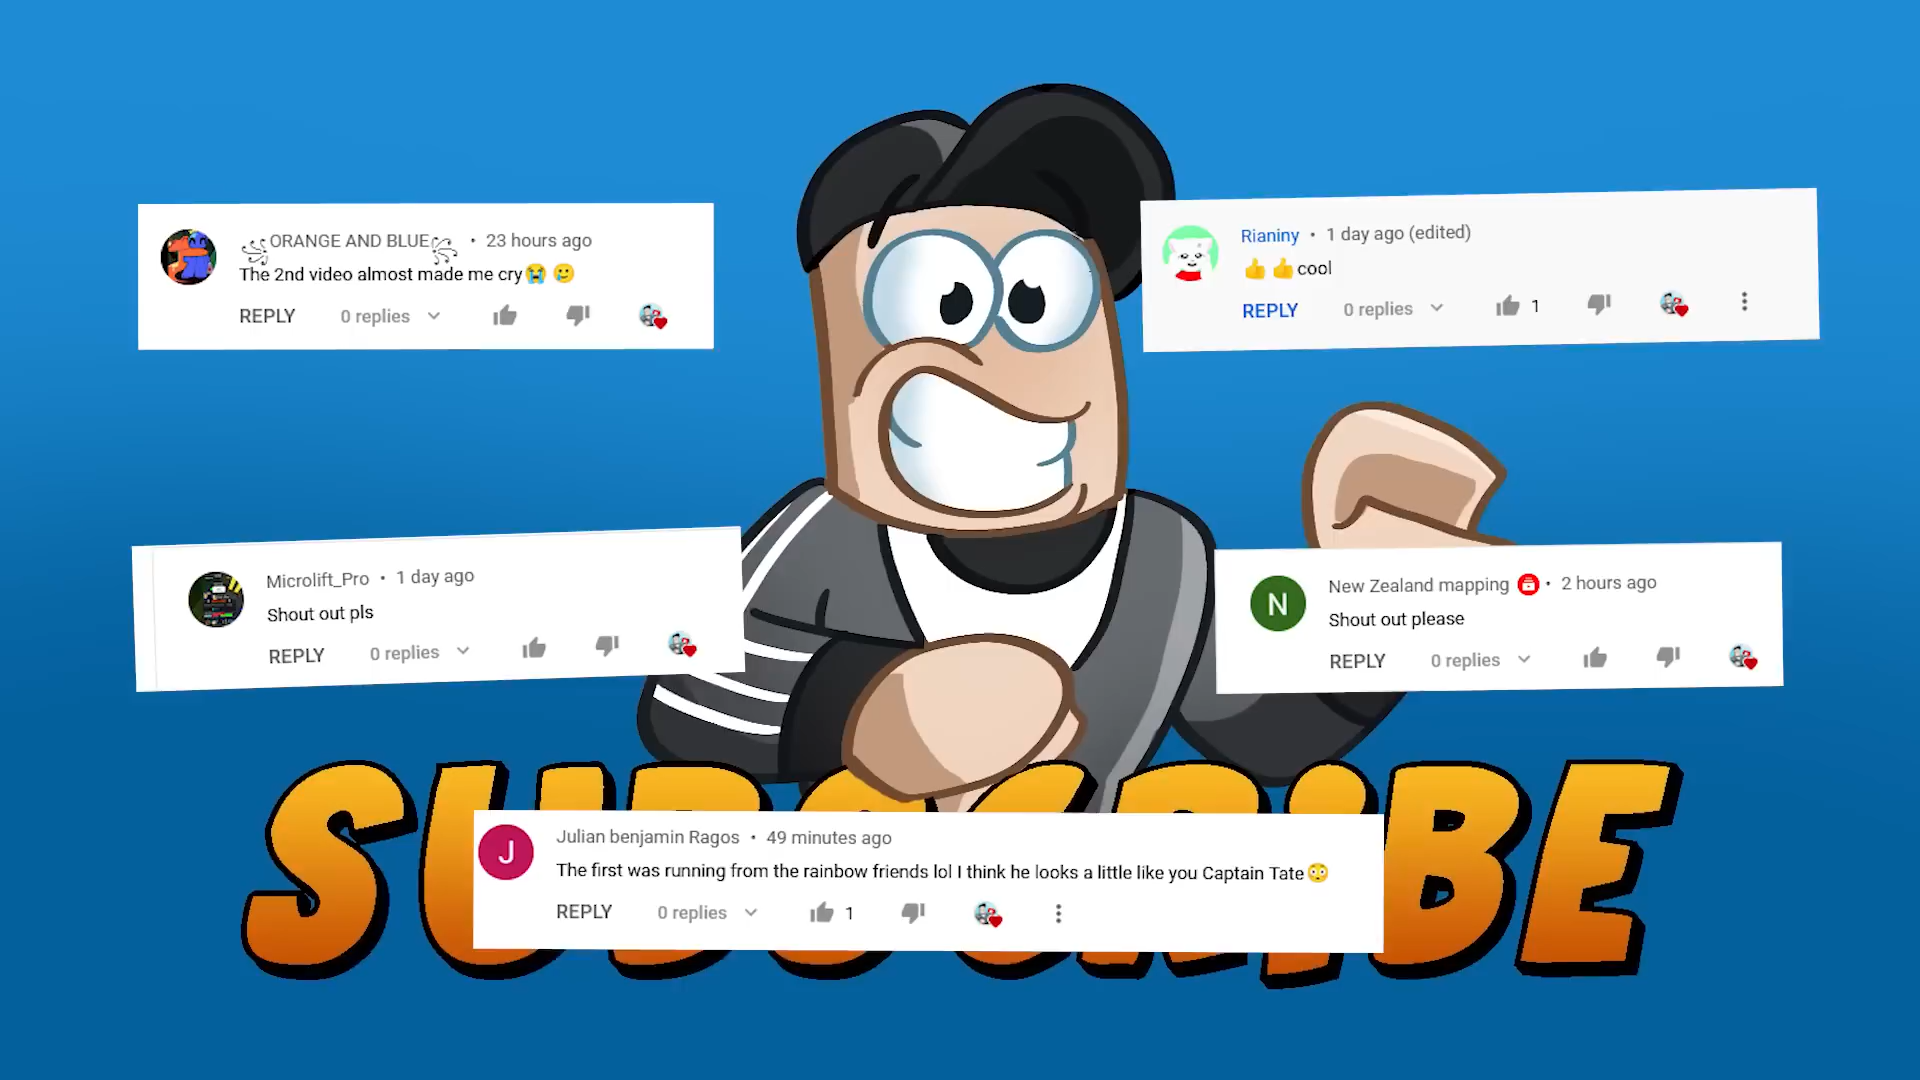 ORANGE AND BLUE • 23 hours ago
The 2nd video almost made me cry😭 🥲
REPLY 0 replies
Rianiny • 1 day ago (edited)
👍👍cool
REPLY 0 replies 1
Microlift_Pro • 1 day ago
Shout out pls
REPLY 0 replies
N
New Zealand mapping • 2 hours ago
Shout out please
REPLY 0 replies
SUBSCRiBE
J
Julian benjamin Ragos • 49 minutes ago
The first was running from the rainbow friends lol I think he looks a little like you Captain Tate😳
REPLY 0 replies 1